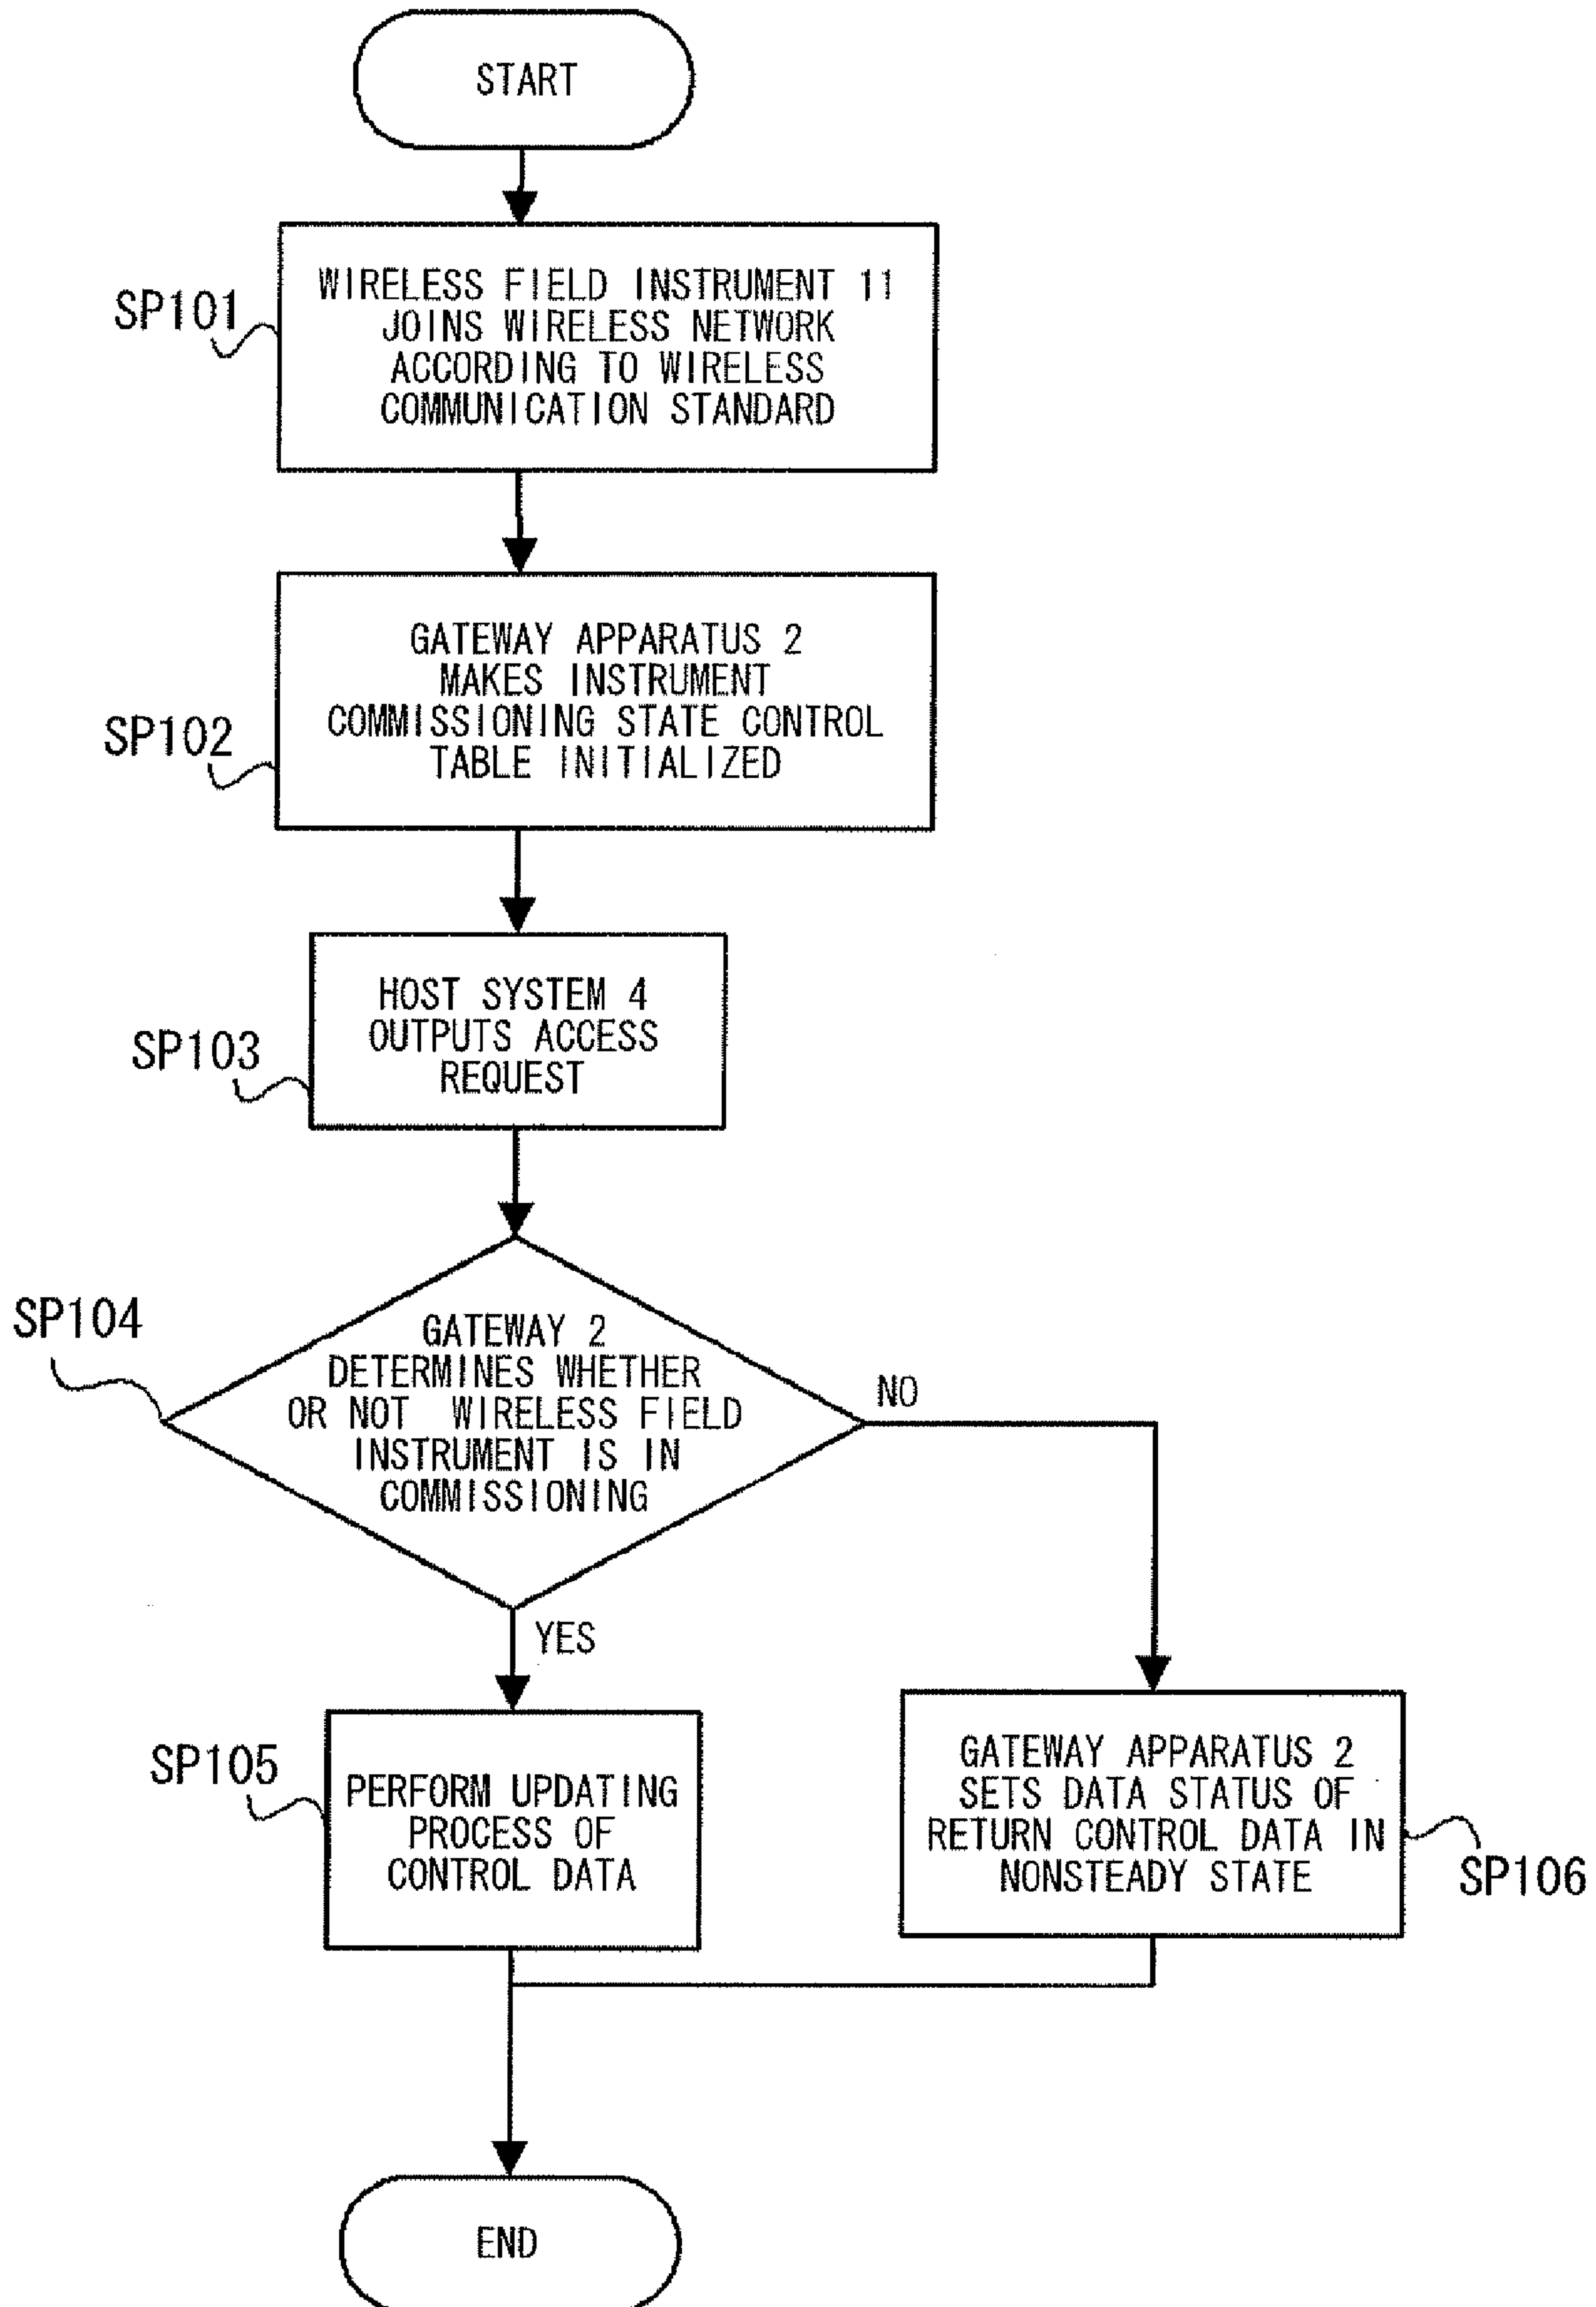 START
SP101
WIRELESS FIELD INSTRUMENT 11
JOINS WIRELESS NETWORK
ACCORDING TO WIRELESS
COMMUNICATION STANDARD
SP102
GATEWAY APPARATUS 2
MAKES INSTRUMENT
COMMISSIONING STATE CONTROL
TABLE INITIALIZED
SP103
HOST SYSTEM 4
OUTPUTS ACCESS
REQUEST
SP104
GATEWAY 2
DETERMINES WHETHER
OR NOT WIRELESS FIELD
INSTRUMENT IS IN
COMMISSIONING
NO
YES
SP105
PERFORM UPDATING
PROCESS OF
CONTROL DATA
GATEWAY APPARATUS 2
SETS DATA STATUS OF
RETURN CONTROL DATA IN
NONSTEADY STATE
SP106
END